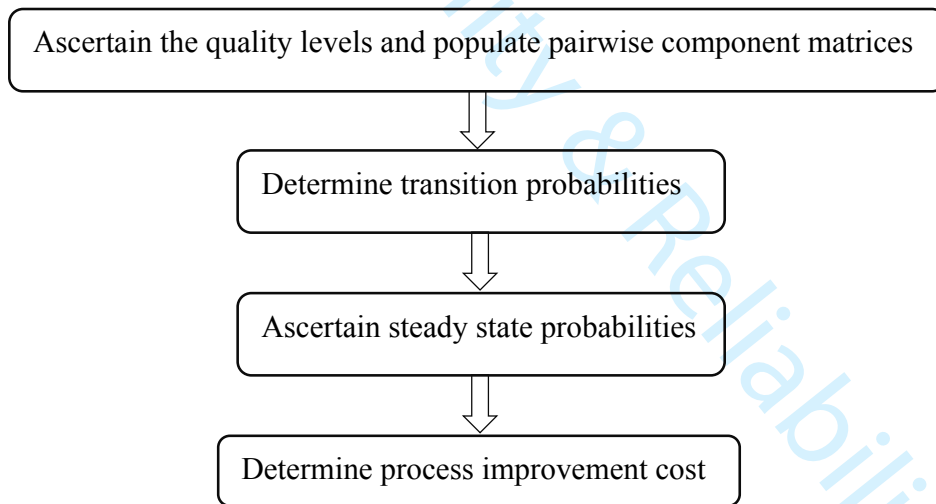 Ascertain the quality levels and populate pairwise component matrices
Determine transition probabilities
Ascertain steady state probabilities
Determine process improvement cost
& Reliabili